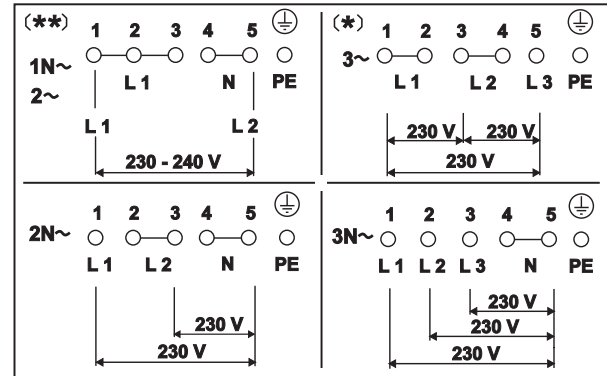 (**) 1 2 3 4 5
1N~
2~
L 1 N PE
L 1 L 2
230 - 240 V
(*) 1 2 3 4 5
3~
L 1 L 2 L 3 PE
230 V 230 V
230 V
1 2 3 4 5
2N~
L 1 L 2 N PE
230 V
230 V
1 2 3 4 5
3N~
L 1 L 2 L 3 N PE
230 V
230 V
230 V